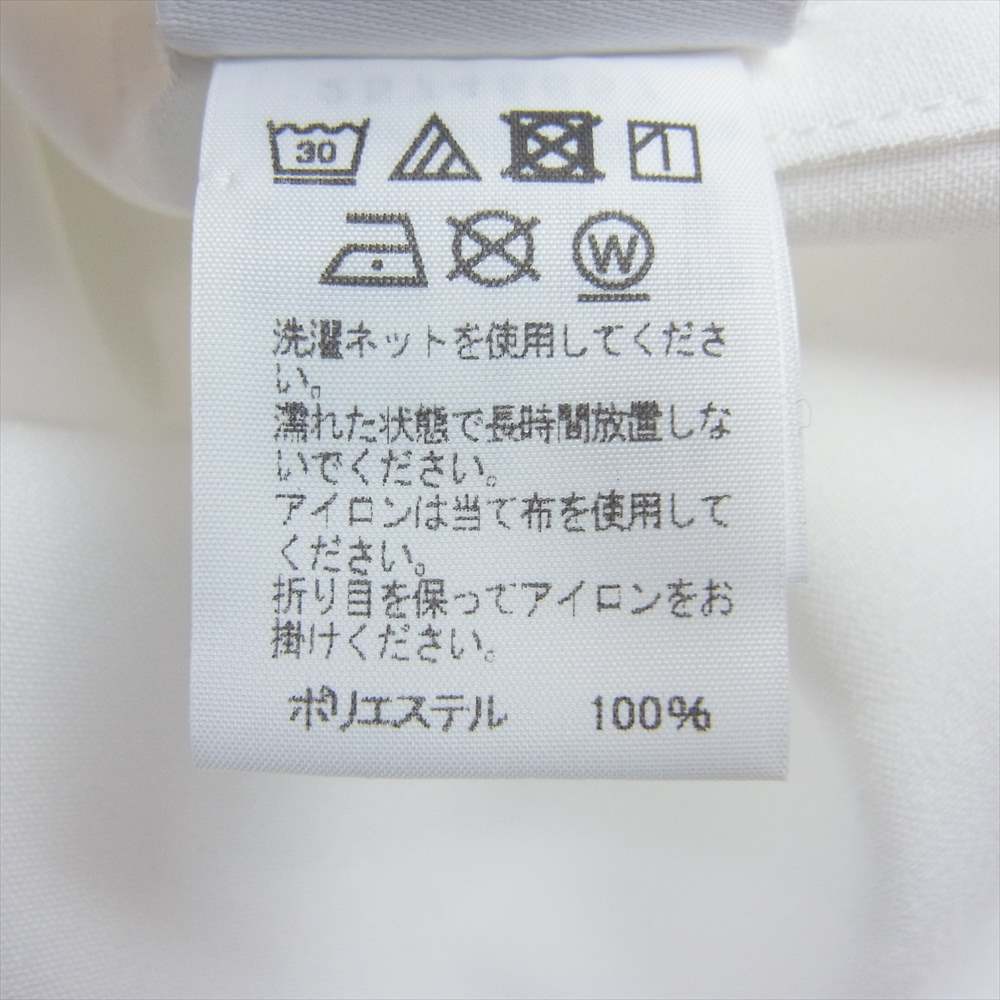 30
W
洗濯ネットを使用してくださ
い。
濡れた状態で長時間放置しな
いでください。
アイロンは当て布を使用して
ください。
折り目を保ってアイロンをお
掛けください。
ポリエステル 100%